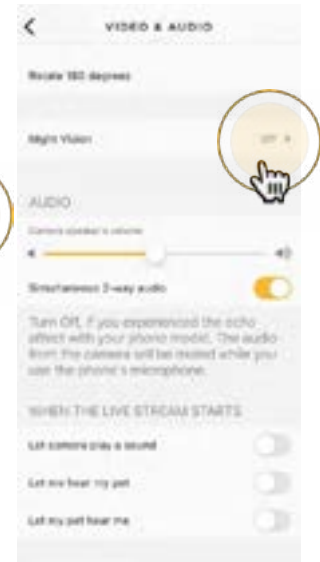 VIDEO & AUDIO
Rotate 180 degrees
Night Vision
Off
AUDIO
Camera speaker's volume
Simultaneous 2-way audio
Turn Off, if you experienced the echo
effect with your phone model. The audio
from the camera will be muted while you
use the phone's microphone.
WHEN THE LIVE STREAM STARTS
Let camera play a sound
Let me hear my pet
Let my pet hear me